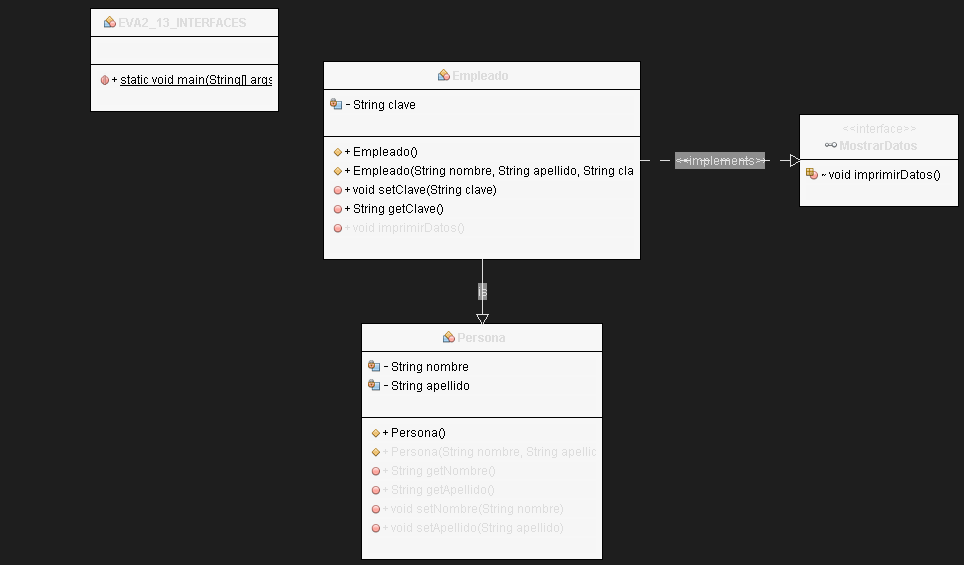 EVA2_13_INTERFACES
+ static void main(String[] args
Empleado
- String clave
+ Empleado()
+ Empleado(String nombre, String apellido, String cla
+ void setClave(String clave)
+ String getClave()
+ void imprimirDatos()
<<implements>
<<interface>>
MostrarDatos
~ void imprimirDatos()
is
Persona
- String nombre
- String apellido
+ Persona()
+ Persona(String nombre, String apellic
+ String getNombre()
+ String getApellido()
+ void setNombre(String nombre)
+ void setApellido(String apellido)